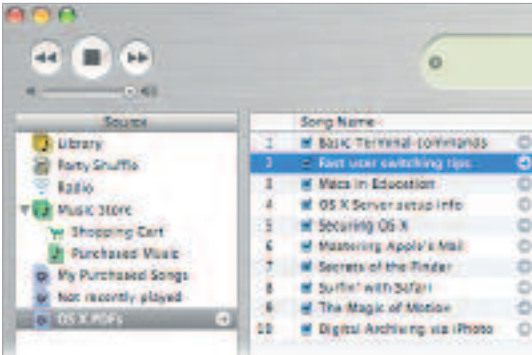 Source
Library
Party Shuffle
Radio
Music Store
Shopping Cart
Purchased Music
My Purchased Songs
Not recently played
OS X PDFs
Song Name
1 Basic Terminal commands
2 Fast user switching tips
3 Macs in Education
4 OS X Server setup info
5 Securing OS X
6 Mastering Apple's Mail
7 Secrets of the Finder
8 Surfin' with Safari
9 The Magic of Motion
10 Digital Archiving via iPhoto